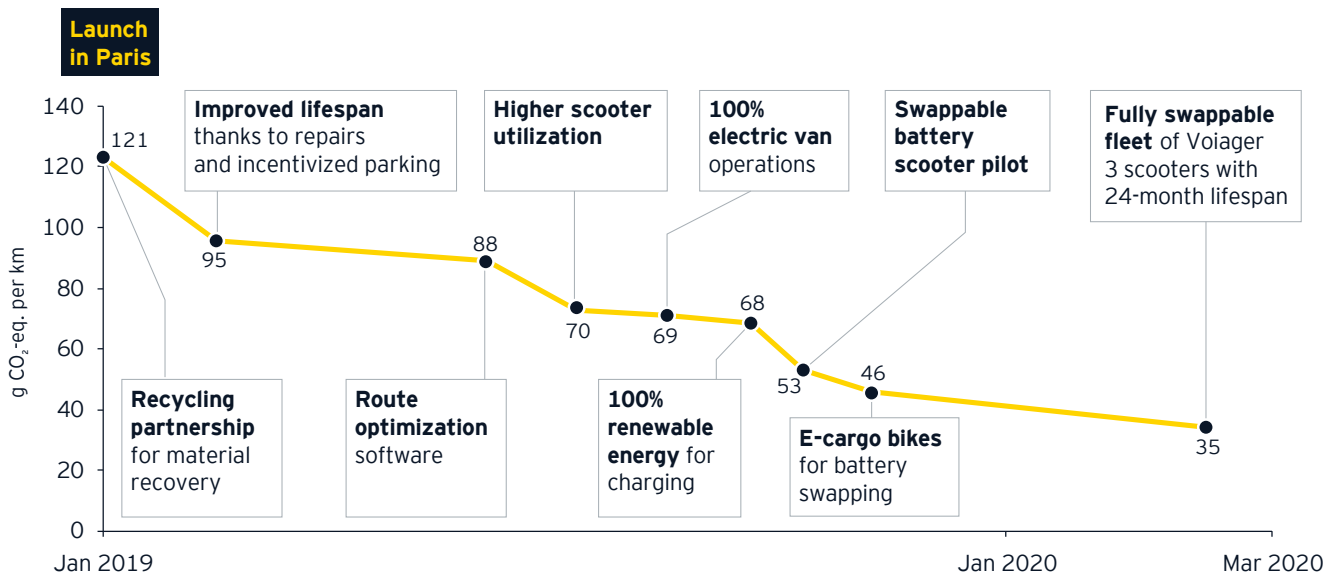 Launch
in Paris
g CO₂-eq. per km
140
120
100
80
60
40
20
0
121
95
88
70
69
68
53
46
35
Improved lifespan
thanks to repairs
and incentivized parking
Higher scooter
utilization
100%
electric van
operations
Swappable
battery
scooter pilot
Fully swappable
fleet of Voiager
3 scooters with
24-month lifespan
Recycling
partnership
for material
recovery
Route
optimization
software
100%
renewable
energy for
charging
E-cargo bikes
for battery
swapping
Jan 2019
Jan 2020
Mar 2020